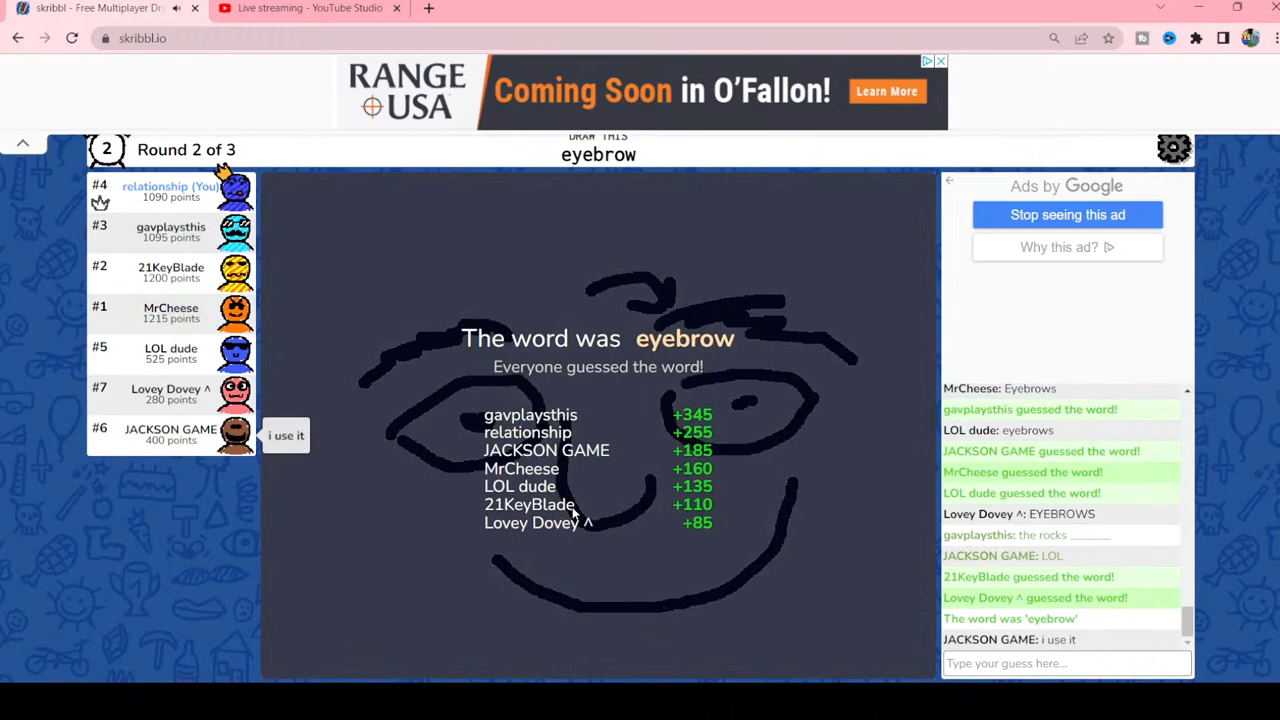 skribbl - Free Multiplayer Dr
Live streaming - YouTube Studio
skribbl.io
RANGE
USA
Coming Soon in O'Fallon!
Learn More
2
Round 2 of 3
DRAW THIS
eyebrow
#4
relationship (You)
1090 points
#3
gavplaysthis
1095 points
#2
21KeyBlade
1200 points
#1
MrCheese
1215 points
#5
LOL dude
525 points
#7
Lovey Dovey ^
280 points
#6
JACKSON GAME
400 points
i use it
The word was eyebrow
Everyone guessed the word!
gavplaysthis +345
relationship +255
JACKSON GAME +185
MrCheese +160
LOL dude +135
21KeyBlade +110
Lovey Dovey ^ +85
Ads by Google
Stop seeing this ad
Why this ad?
MrCheese: Eyebrows
gavplaysthis guessed the word!
LOL dude: eyebrows
JACKSON GAME guessed the word!
MrCheese guessed the word!
LOL dude guessed the word!
Lovey Dovey ^: EYEBROWS
gavplaysthis: the rocks _______
JACKSON GAME: LOL
21KeyBlade guessed the word!
Lovey Dovey ^ guessed the word!
The word was 'eyebrow'
JACKSON GAME: i use it
Type your guess here...